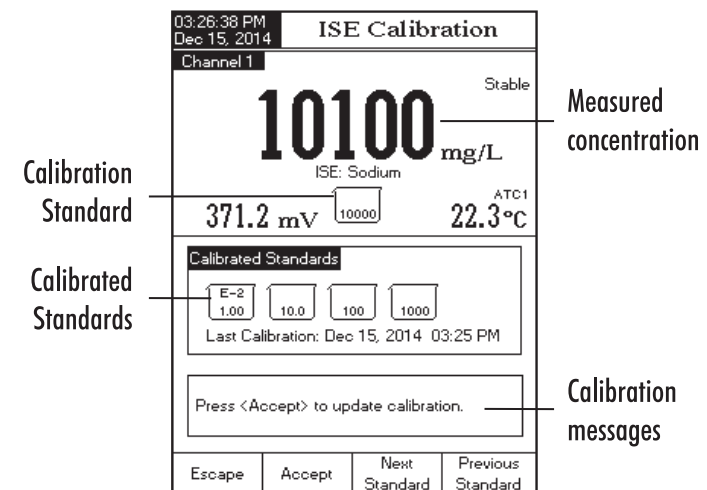 03:26:38 PM
Dec 15, 2014
ISE Calibration
Channel 1
Stable
10100 mg/L
Measured
concentration
ISE: Sodium
Calibration
Standard
371.2 mV
10000
ATC1
22.3°C
Calibrated Standards
Calibrated
Standards
E-2
1.00
10.0
100
1000
Last Calibration: Dec 15, 2014 03:25 PM
Press <Accept> to update calibration.
Calibration
messages
Escape
Accept
Next
Standard
Previous
Standard